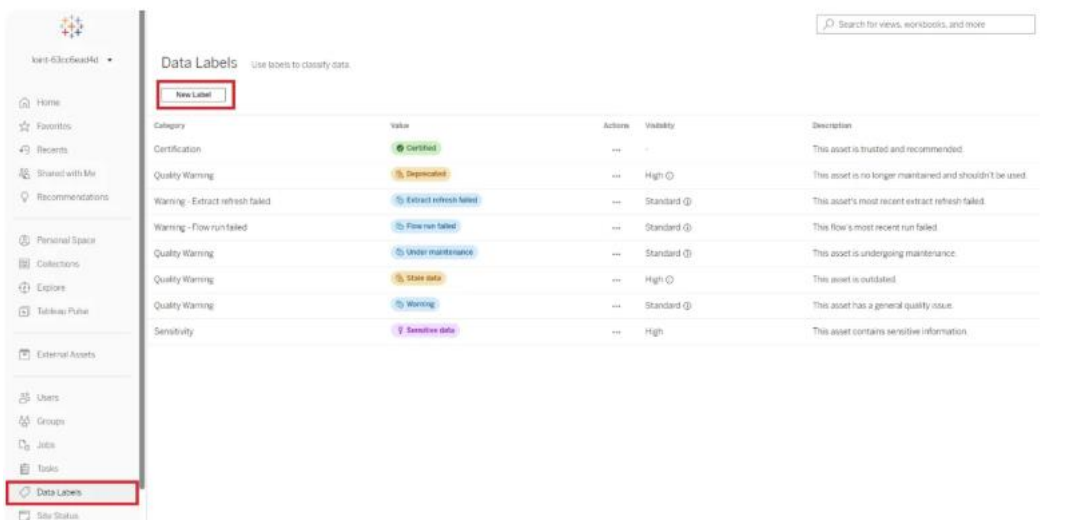 Search for views, workbooks, and more
Data Labels Use labels to classify data.
New Label
Home
Favorites
Recents
Shared with Me
Recommendations
Personal Space
Collections
Explore
Tableau Pulse
External Assets
Users
Groups
Jobs
Tasks
Data Labels
Site Status
Category Value Actions Visibility Description
Certification Certified ... - This asset is trusted and recommended.
Quality Warning Deprecated ... High This asset is no longer maintained and shouldn't be used.
Warning - Extract refresh failed Extract refresh failed ... Standard This asset's most recent extract refresh failed.
Warning - Flow run failed Flow run failed ... Standard This flow's most recent run failed.
Quality Warning Under maintenance ... Standard This asset is undergoing maintenance.
Quality Warning Stale data ... High This asset is outdated.
Quality Warning Warning ... Standard This asset has a general quality issue.
Sensitivity Sensitive data ... High This asset contains sensitive information.